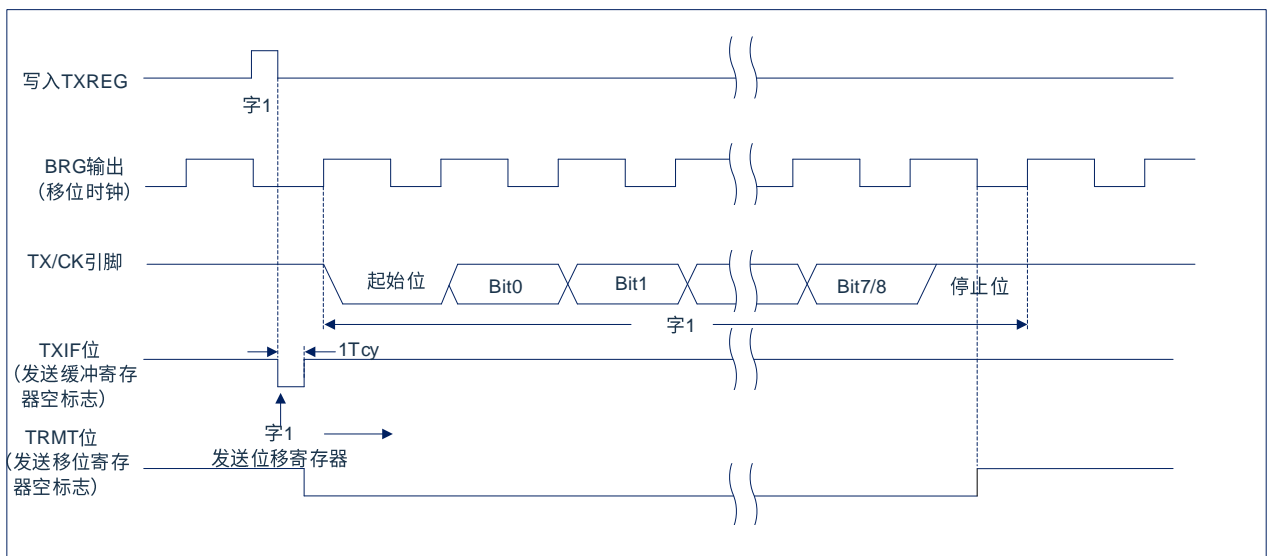 写入TXREG
字1
BRG输出
（移位时钟）
TX/CK引脚
起始位
Bit0
Bit1
Bit7/8
停止位
字1
TXIF位
（发送缓冲寄存
器空标志）
1Tcy
字1
发送位移寄存器
TRMT位
（发送移位寄存
器空标志）